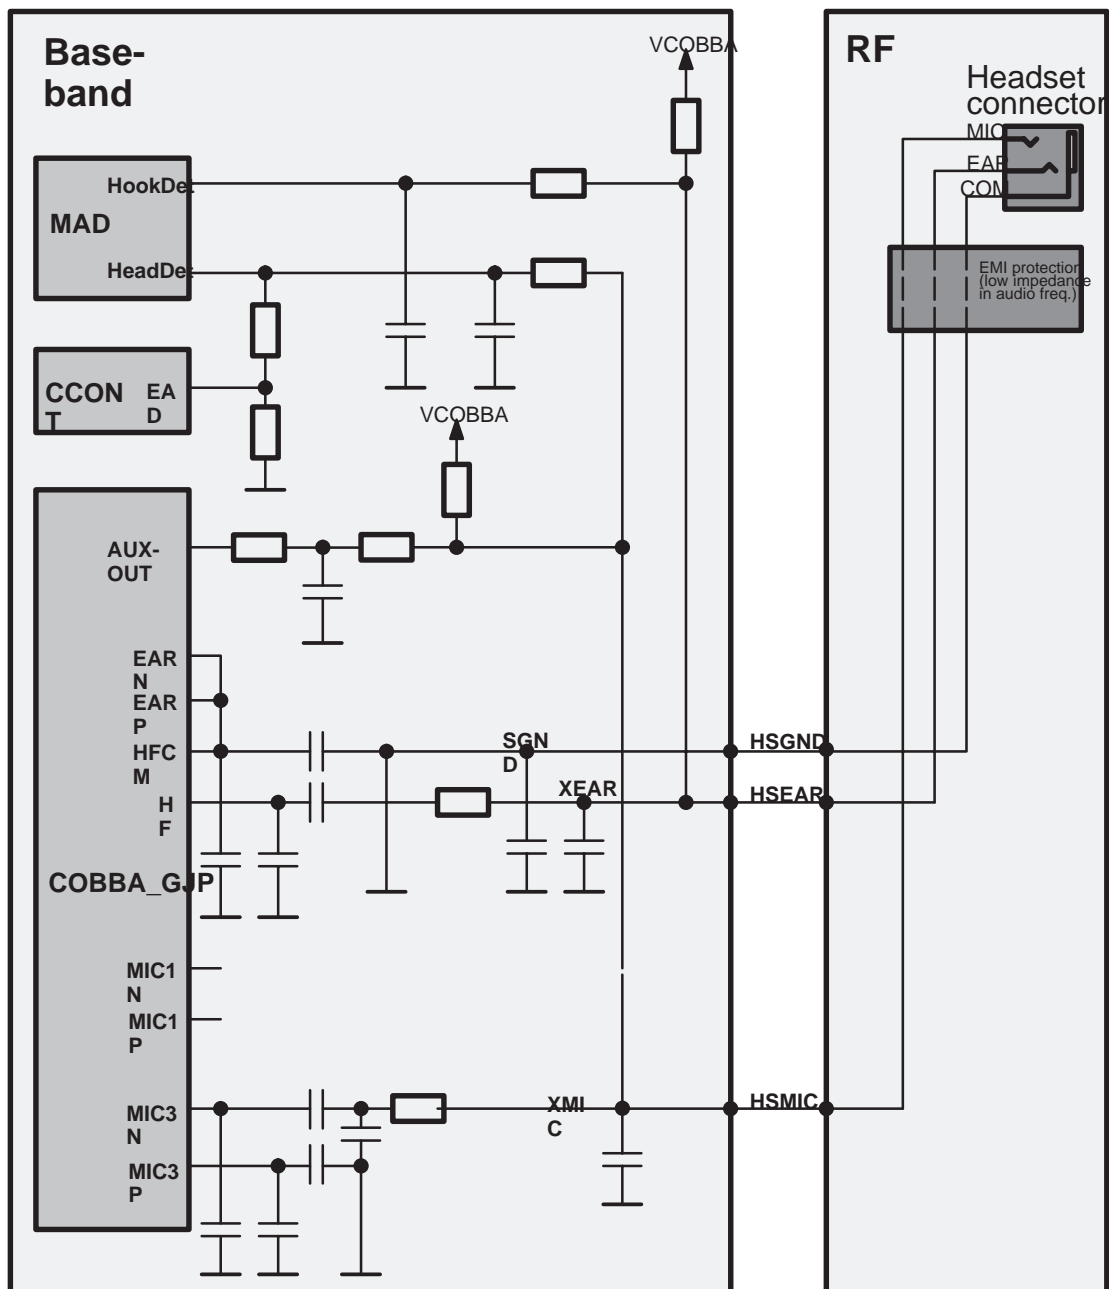 Base-
band
VCOBBA
RF
Headset
connector
MIC
EAR
COM
HookDet
MAD
HeadDet
EMI protection
(low impedance
in audio freq.)
CCON
T
EA
D
VCOBBA
AUX-
OUT
EAR
N
EAR
P
HFC
M
SGN
D
HSGND
H
F
XEAR
HSEAR
COBBA_GJP
MIC1
N
MIC1
P
MIC3
N
XMI
C
HSMIC
MIC3
P